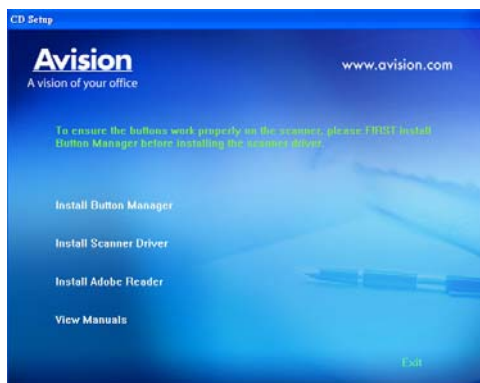 CD Setup
Avision
www.avision.com
A vision of your office
To ensure the buttons work properly on the scanner, please FIRST install
Button Manager before installing the scanner driver.
Install Button Manager
Install Scanner Driver
Install Adobe Reader
View Manuals
Exit